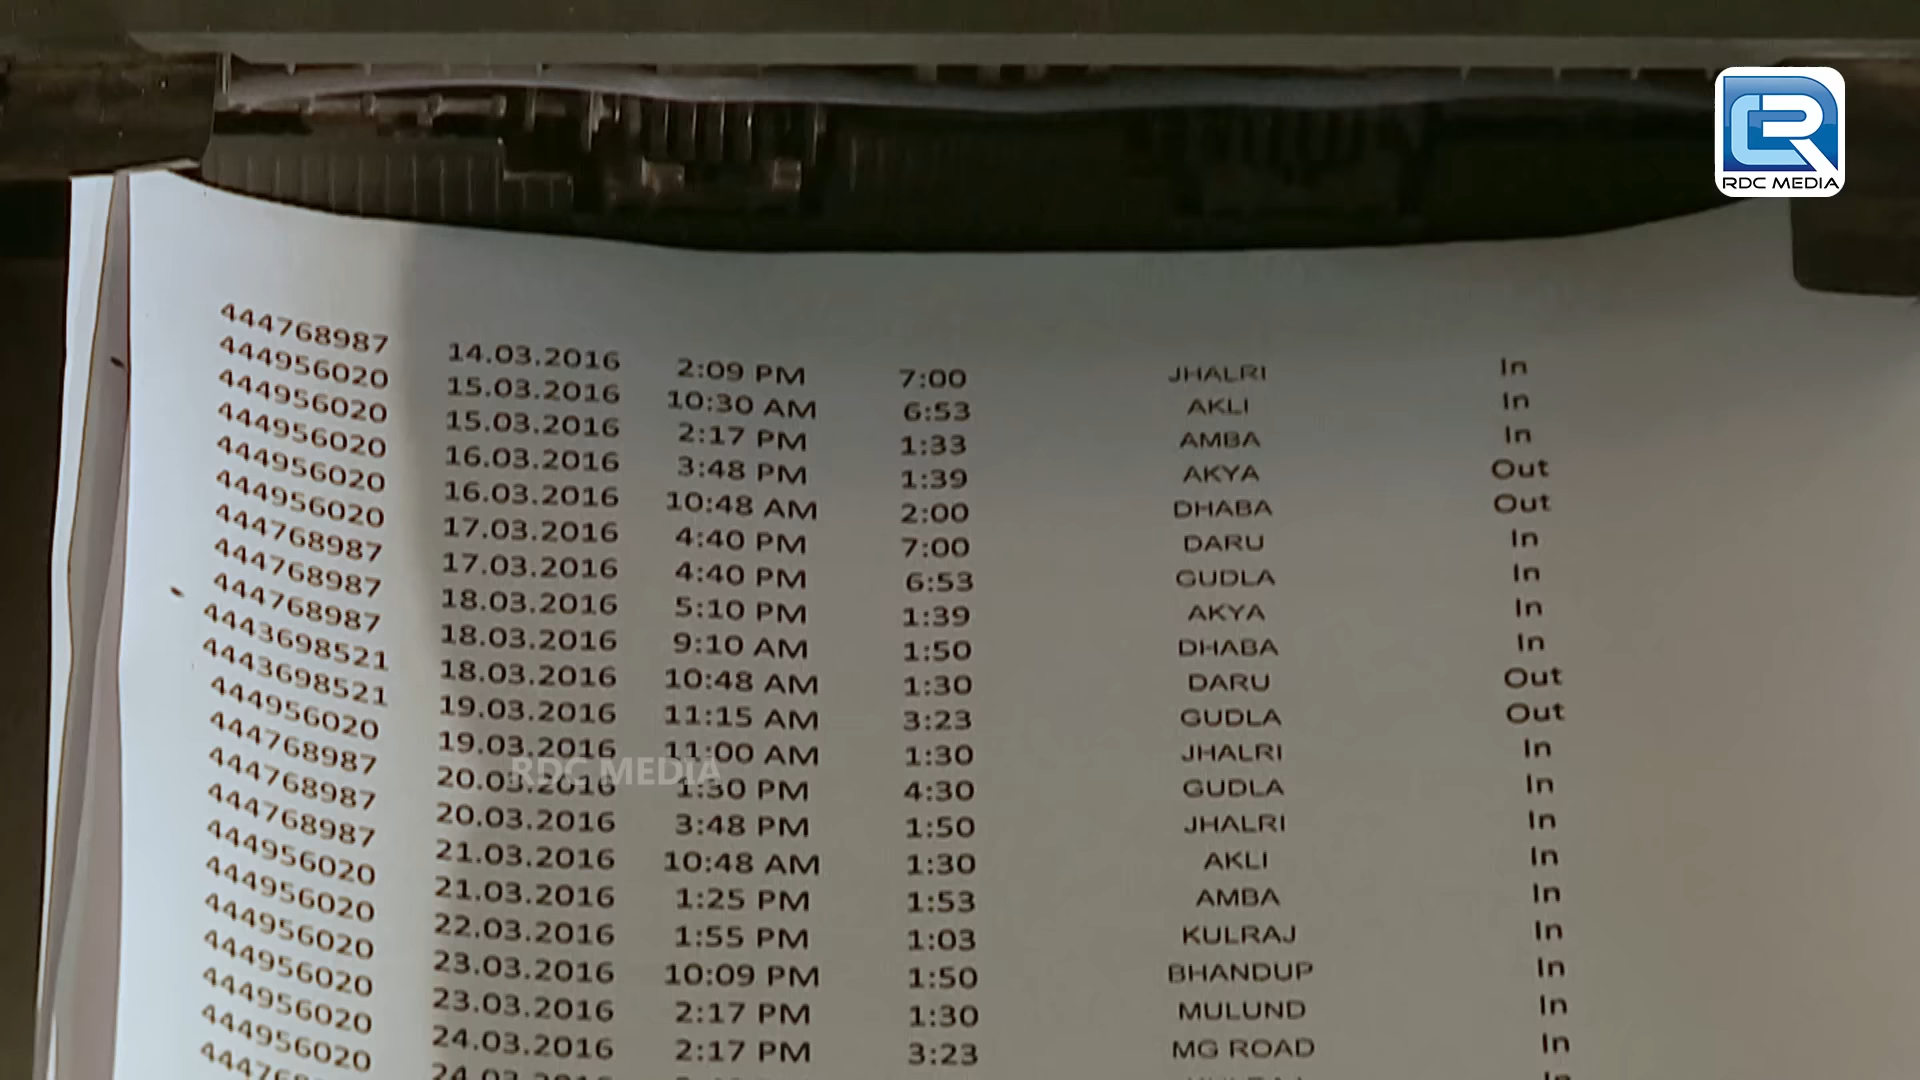 RDC MEDIA
444768987 14.03.2016 2:09 PM 7:00 JHALRI In
444956020 15.03.2016 10:30 AM 6:53 AKLI In
444956020 15.03.2016 2:17 PM 1:33 AMBA In
444956020 16.03.2016 3:48 PM 1:39 AKYA Out
444956020 16.03.2016 10:48 AM 2:00 DHABA Out
444956020 17.03.2016 4:40 PM 7:00 DARU In
444768987 17.03.2016 4:40 PM 6:53 GUDLA In
444768987 18.03.2016 5:10 PM 1:39 AKYA In
444768987 18.03.2016 9:10 AM 1:50 DHABA In
4443698521 18.03.2016 10:48 AM 1:30 DARU Out
4443698521 19.03.2016 11:15 AM 3:23 GUDLA Out
444956020 19.03.2016 11:00 AM 1:30 JHALRI In
444768987 20.03.2016 1:30 PM 4:30 GUDLA In
RDC MEDIA
444768987 20.03.2016 3:48 PM 1:50 JHALRI In
444768987 21.03.2016 10:48 AM 1:30 AKLI In
444956020 21.03.2016 1:25 PM 1:53 AMBA In
444956020 22.03.2016 1:55 PM 1:03 KULRAJ In
444956020 23.03.2016 10:09 PM 1:50 BHANDUP In
444956020 23.03.2016 2:17 PM 1:30 MULUND In
444956020 24.03.2016 2:17 PM 3:23 MG ROAD In
444956020 24.03.2016